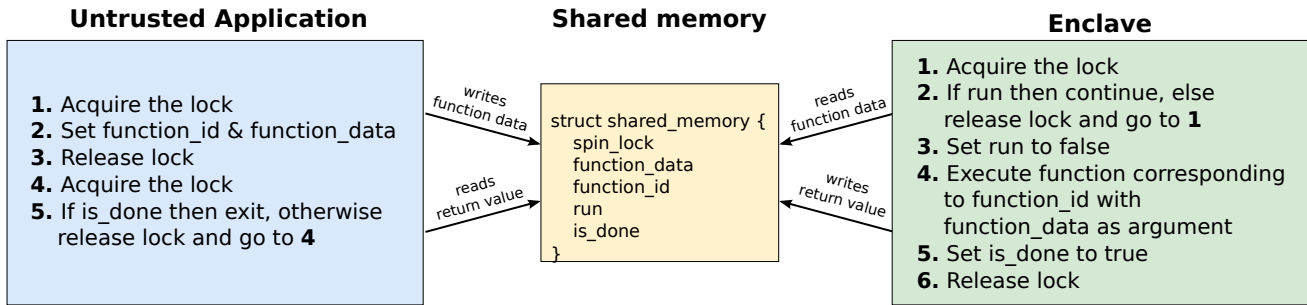 Untrusted Application
1. Acquire the lock
2. Set function_id & function_data
3. Release lock
4. Acquire the lock
5. If is_done then exit, otherwise
release lock and go to 4
writes
function data
reads
return value
Shared memory
struct shared_memory {
spin_lock
function_data
function_id
run
is_done
}
reads
function data
writes
return value
Enclave
1. Acquire the lock
2. If run then continue, else
release lock and go to 1
3. Set run to false
4. Execute function corresponding
to function_id with
function_data as argument
5. Set is_done to true
6. Release lock